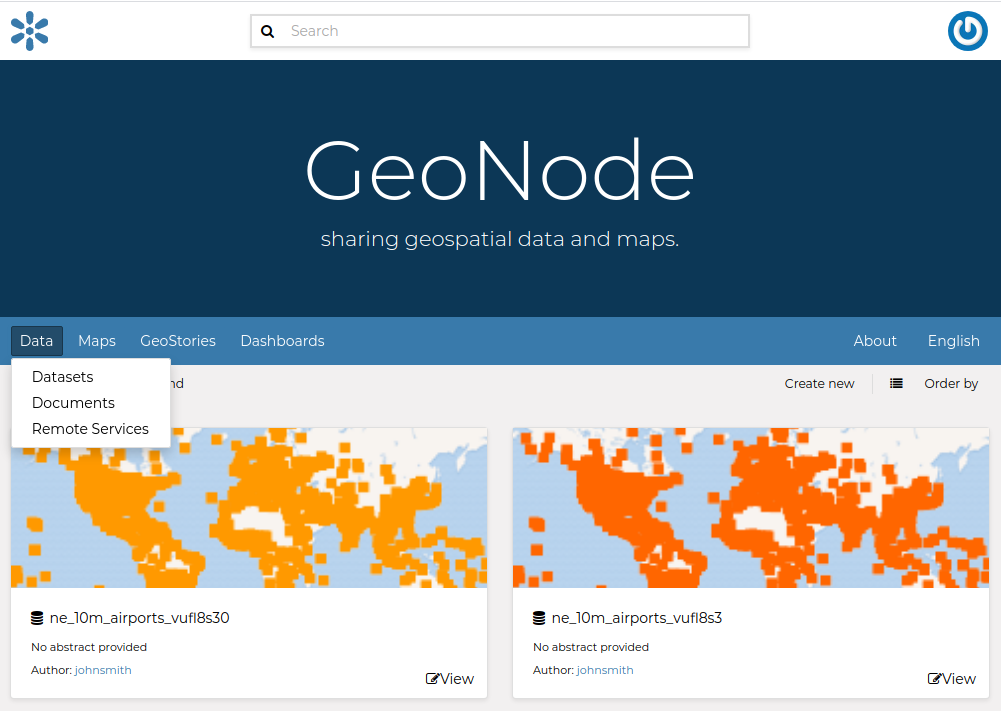 Search
GeoNode
sharing geospatial data and maps.
Data Maps GeoStories Dashboards About English
Datasets
Documents
Remote Services
Create new Order by
ne_10m_airports_vufl8s30
No abstract provided
Author: johnsmith
View
ne_10m_airports_vufl8s3
No abstract provided
Author: johnsmith
View